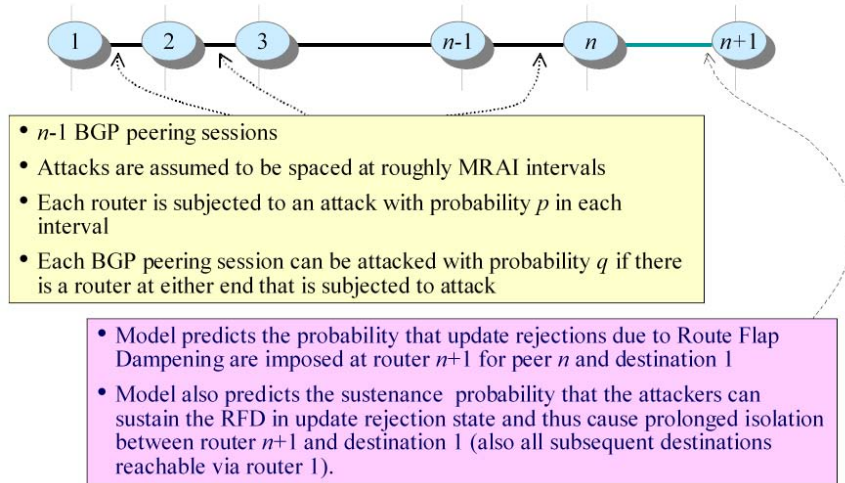 1 2 3 n-1 n n+1
• n-1 BGP peering sessions
• Attacks are assumed to be spaced at roughly MRAI intervals
• Each router is subjected to an attack with probability p in each
interval
• Each BGP peering session can be attacked with probability q if there
is a router at either end that is subjected to attack
• Model predicts the probability that update rejections due to Route Flap
Dampening are imposed at router n+1 for peer n and destination 1
• Model also predicts the sustenance probability that the attackers can
sustain the RFD in update rejection state and thus cause prolonged isolation
between router n+1 and destination 1 (also all subsequent destinations
reachable via router 1).